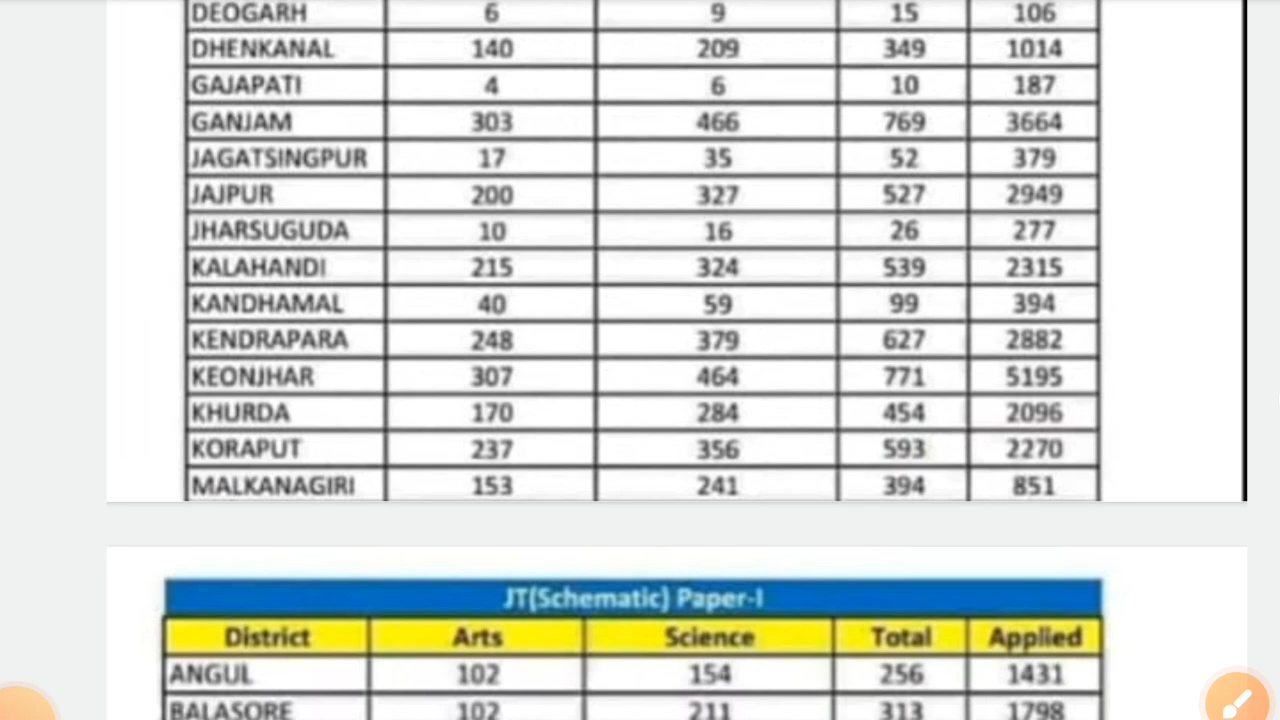 DEOGARH 6 9 15 106
DHENKANAL 140 209 349 1014
GAJAPATI 4 6 10 187
GANJAM 303 466 769 3664
JAGATSINGPUR 17 35 52 379
JAJPUR 200 327 527 2949
JHARSUGUDA 10 16 26 277
KALAHANDI 215 324 539 2315
KANDHAMAL 40 59 99 394
KENDRAPARA 248 379 627 2882
KEONJHAR 307 464 771 5195
KHURDA 170 284 454 2096
KORAPUT 237 356 593 2270
MALKANAGIRI 153 241 394 851
JT(Schematic) Paper-I
District Arts Science Total Applied
ANGUL 102 154 256 1431
BALASORE 102 211 313 1798